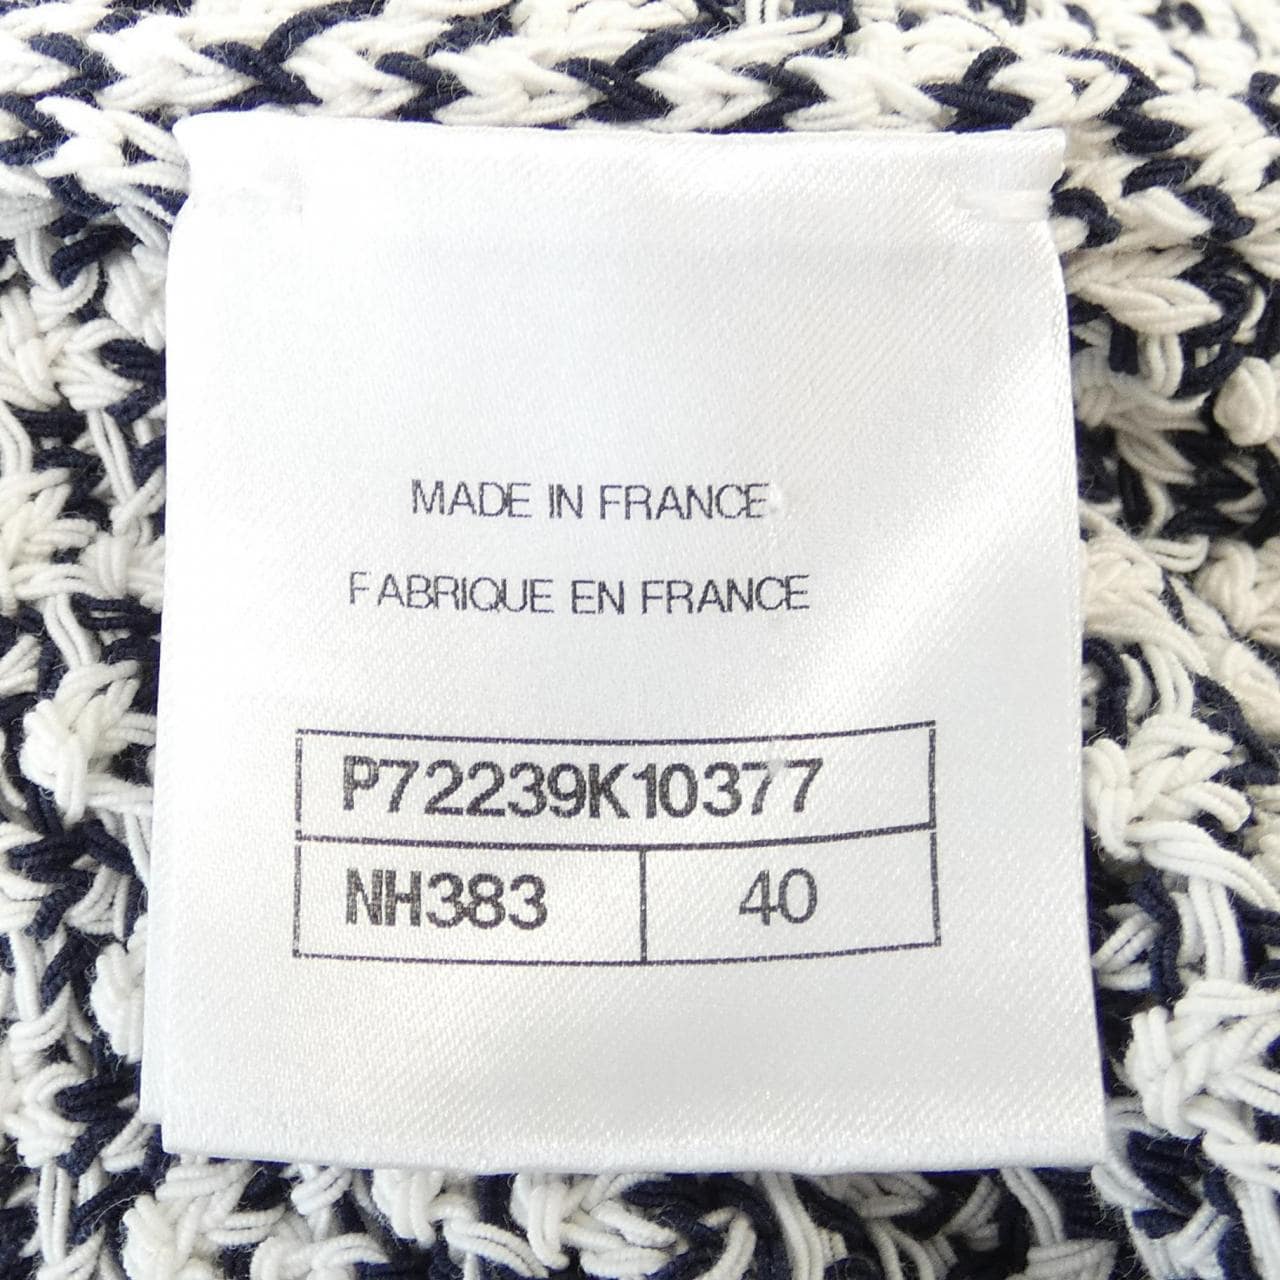 MADE IN FRANCE
FABRIQUE EN FRANCE
P72239K10377
NH383 40